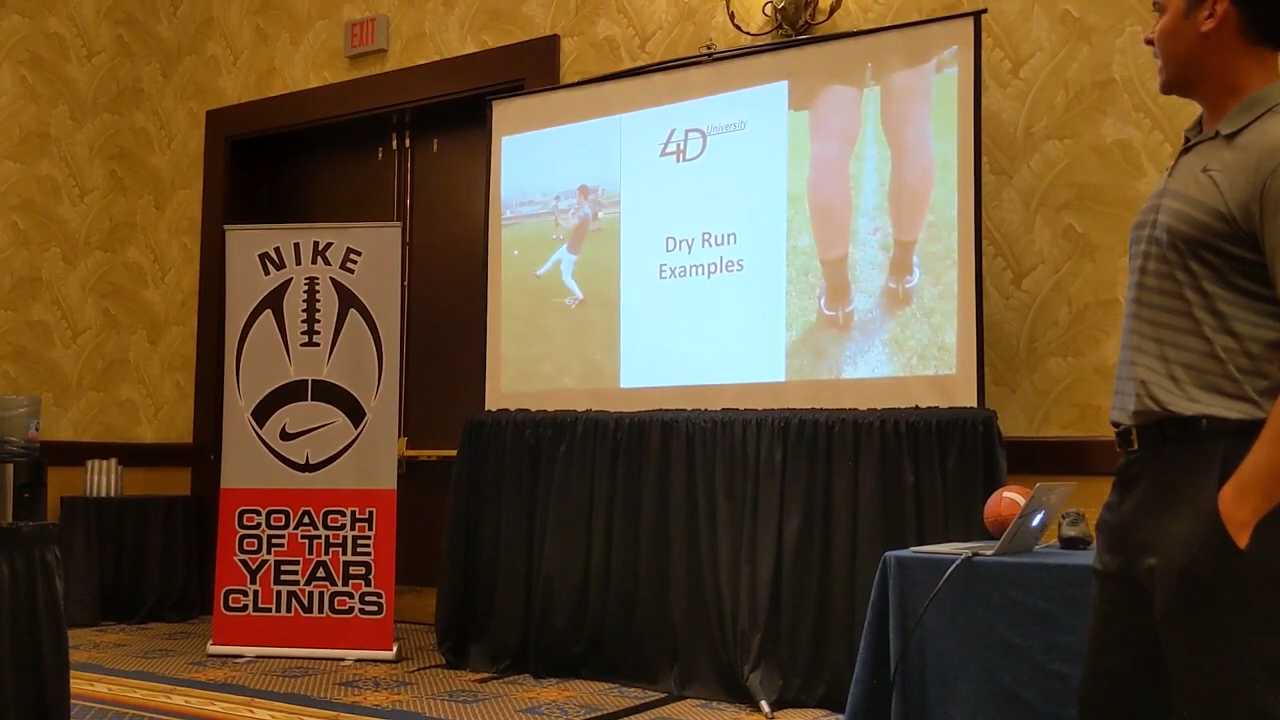 EXIT
NIKE
COACH
OF THE
YEAR
CLINICS
4D University
Dry Run
Examples